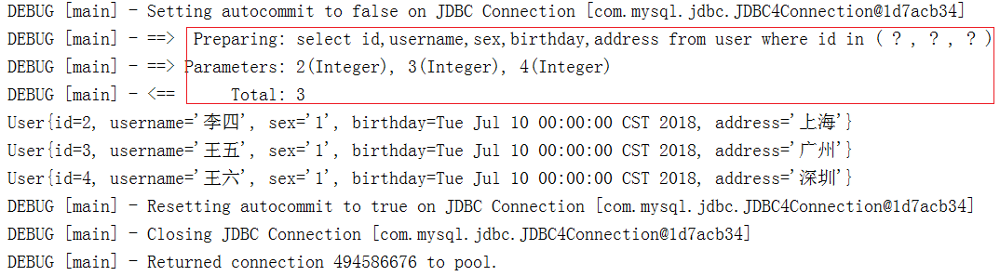 DEBUG [main] - Setting autocommit to false on JDBC Connection [com.mysql.jdbc.JDBC4Connection@1d7acb34]
DEBUG [main] - ==>  Preparing: select id,username,sex,birthday,address from user where id in ( ? , ? , ? )
DEBUG [main] - ==> Parameters: 2(Integer), 3(Integer), 4(Integer)
DEBUG [main] - <==      Total: 3
User{id=2, username='李四', sex='1', birthday=Tue Jul 10 00:00:00 CST 2018, address='上海'}
User{id=3, username='王五', sex='1', birthday=Tue Jul 10 00:00:00 CST 2018, address='广州'}
User{id=4, username='王六', sex='1', birthday=Tue Jul 10 00:00:00 CST 2018, address='深圳'}
DEBUG [main] - Resetting autocommit to true on JDBC Connection [com.mysql.jdbc.JDBC4Connection@1d7acb34]
DEBUG [main] - Closing JDBC Connection [com.mysql.jdbc.JDBC4Connection@1d7acb34]
DEBUG [main] - Returned connection 494586676 to pool.